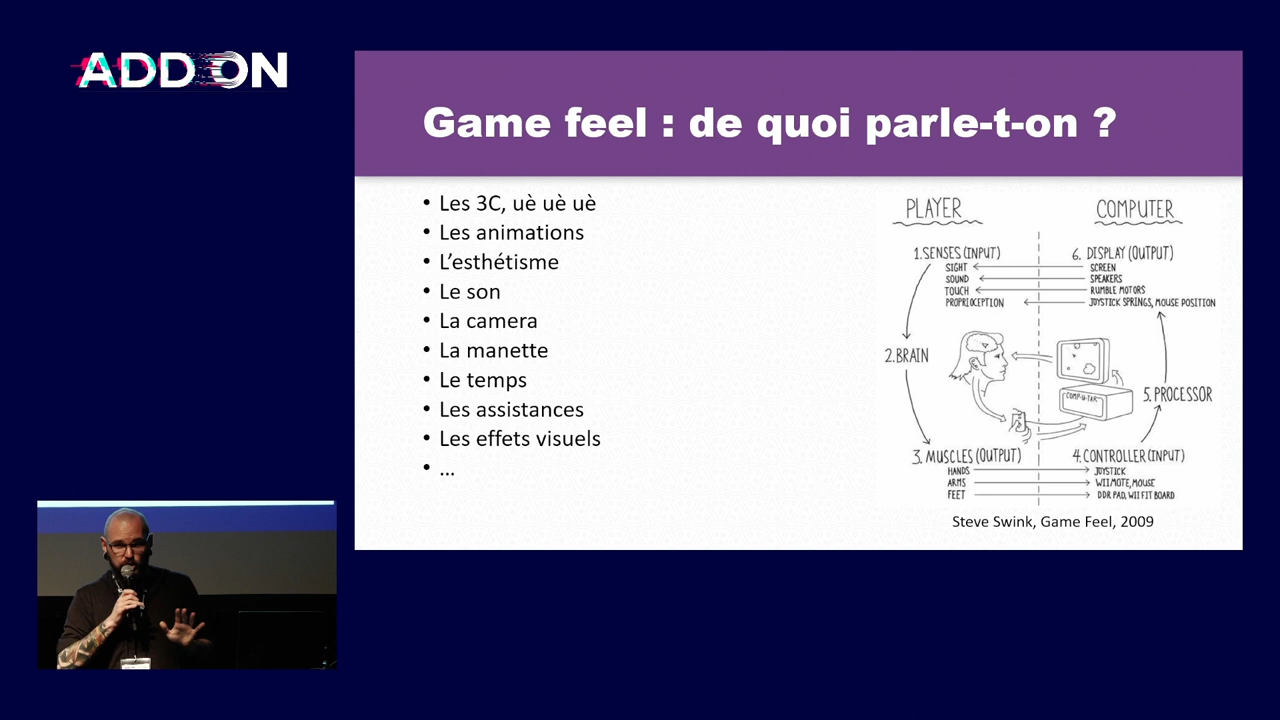 ADD ON
Game feel : de quoi parle-t-on ?
• Les 3C, uè uè uè
• Les animations
• L'esthétisme
• Le son
• La camera
• La manette
• Le temps
• Les assistances
• Les effets visuels
• ...
PLAYER
COMPUTER
1. SENSES (INPUT)
6. DISPLAY (OUTPUT)
SIGHT
SCREEN
SOUND
SPEAKERS
TOUCH
RUMBLE MOTORS
PROPRIOCEPTION
JOYSTICK SPRINGS, MOUSE POSITION
2. BRAIN
COMP-U-TAR
5. PROCESSOR
3. MUSCLES (OUTPUT)
4. CONTROLLER (INPUT)
HANDS
JOYSTICK
ARMS
WIIMOTE, MOUSE
FEET
DDR PAD, WII FIT BOARD
Steve Swink, Game Feel, 2009